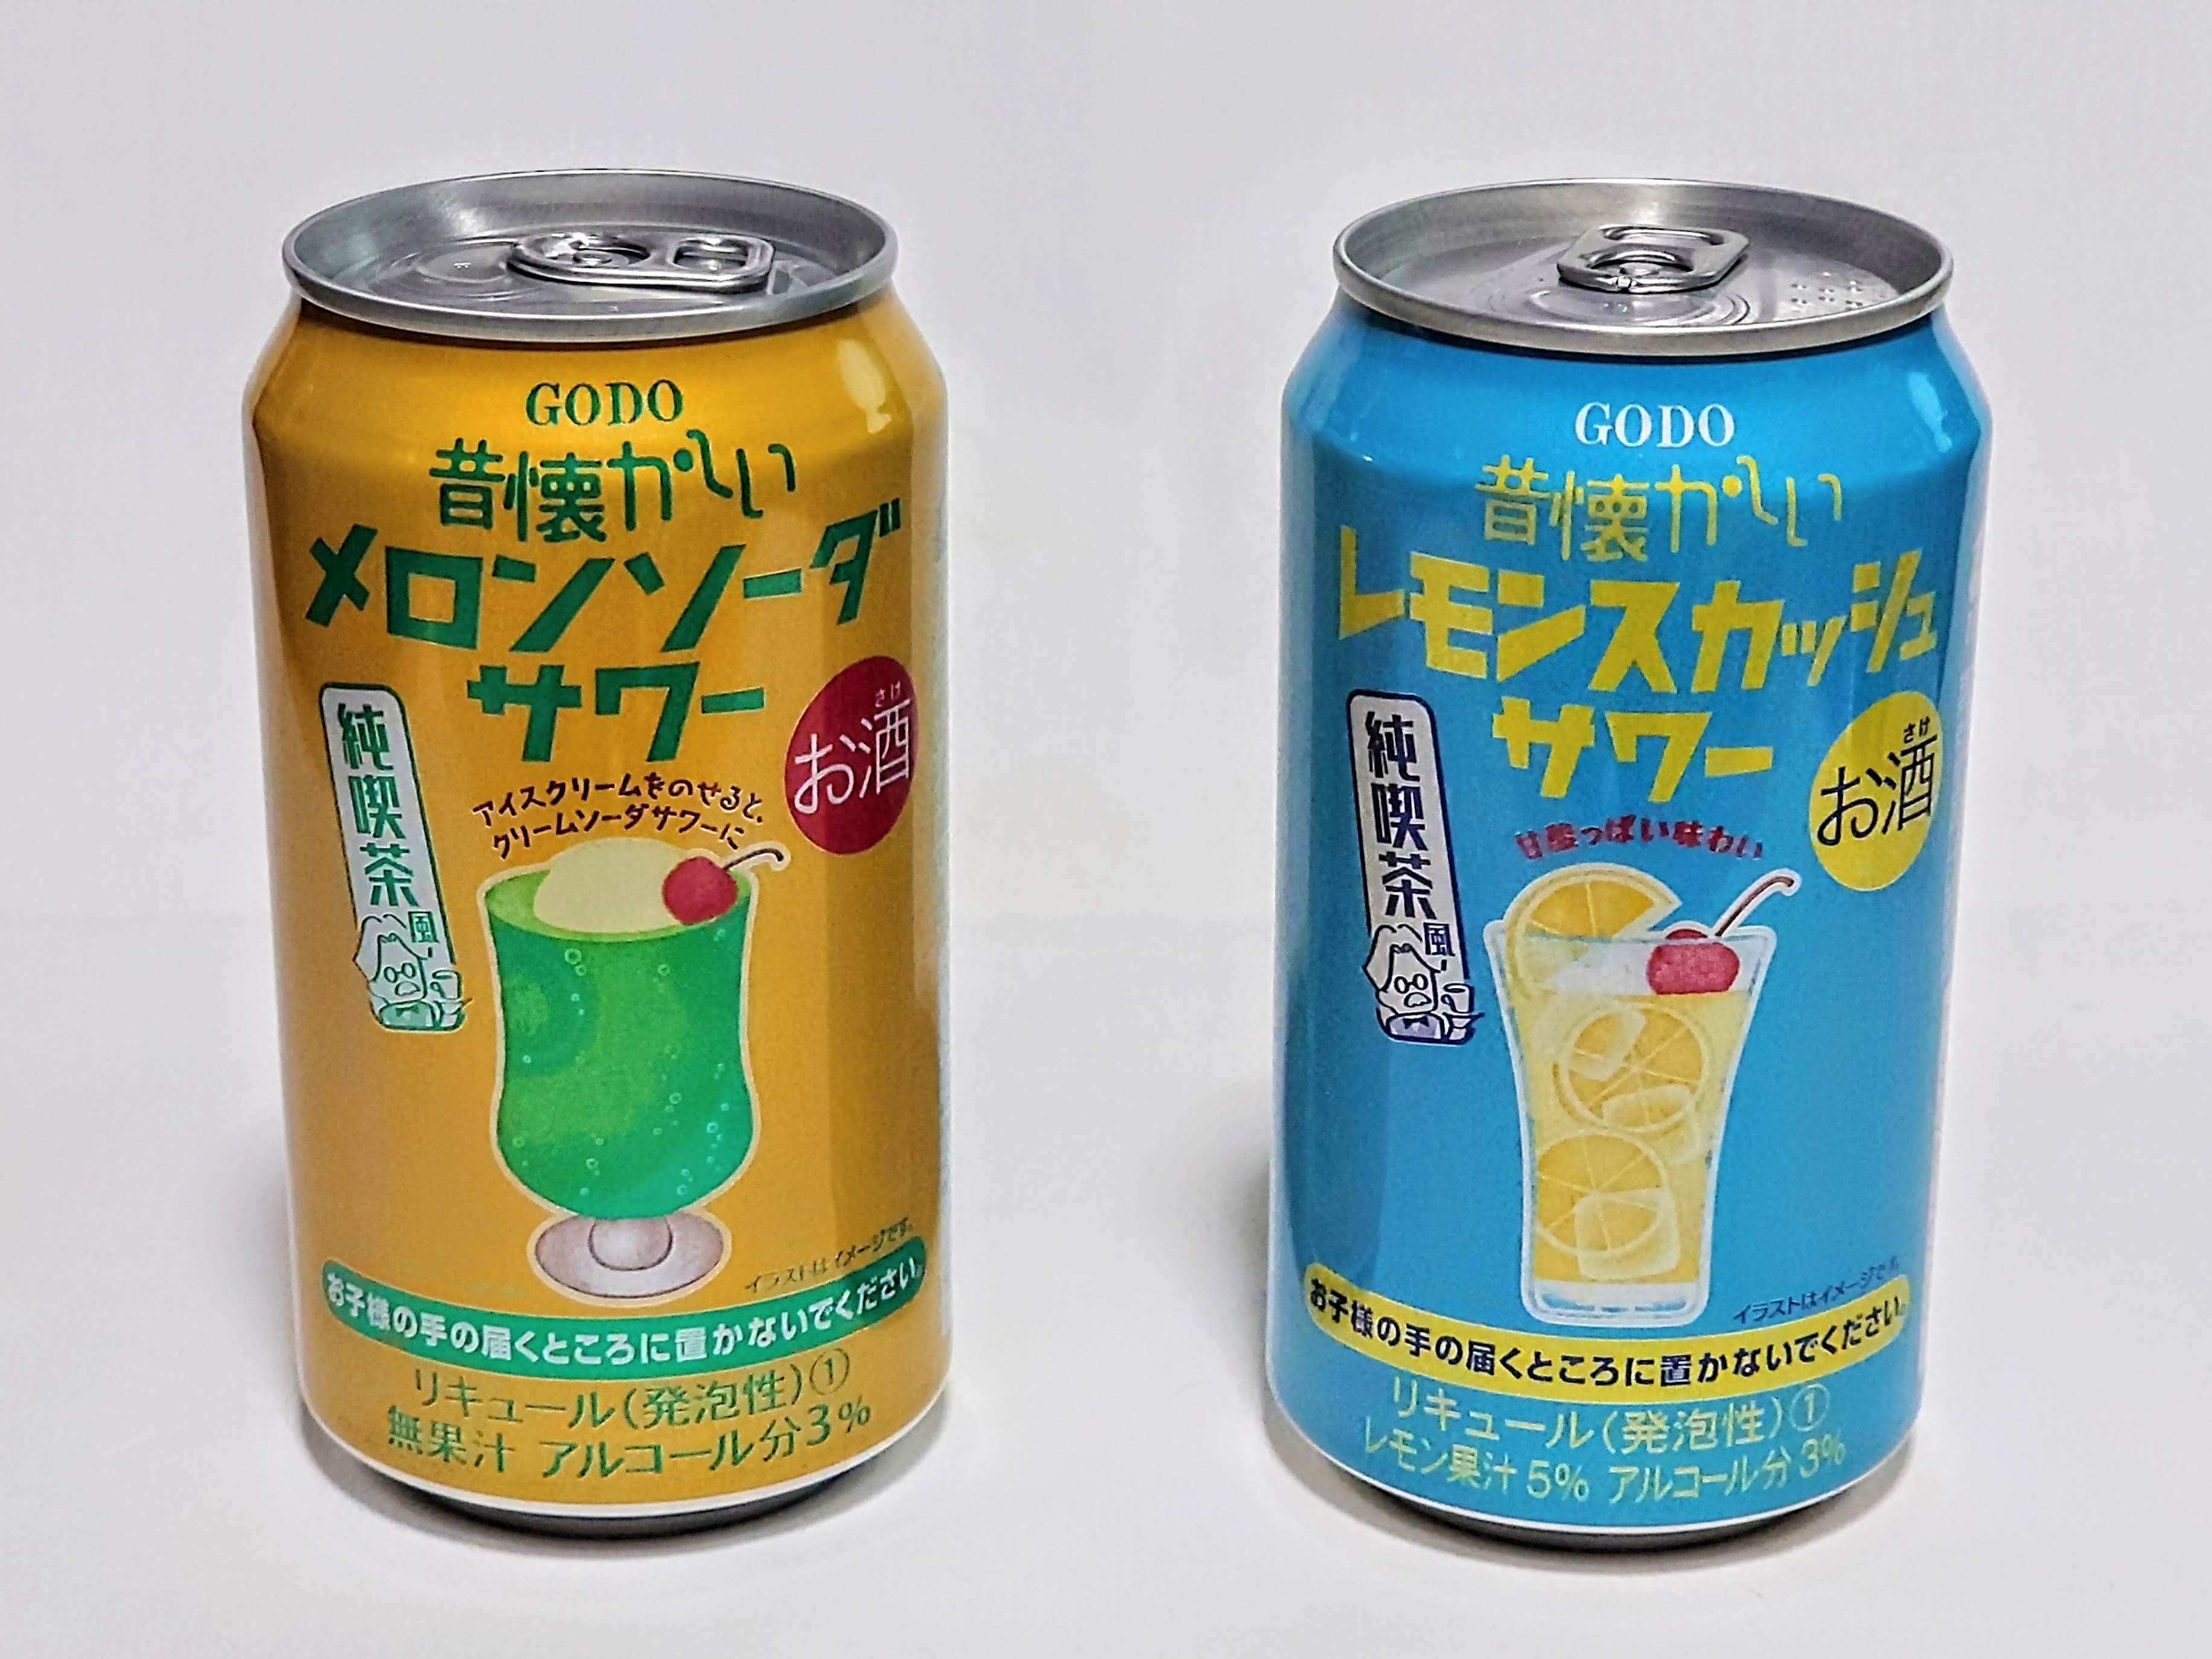 GODO
昔懐かしい
メロンソーダ
サワー
純喫茶
風
お酒
さけ
アイスクリームをのせると、
クリームソーダサワーに
イラストはイメージです。
お子様の手の届くところに置かないでください。
リキュール(発泡性)①
無果汁 アルコール分3%
GODO
昔懐かしい
レモンスカッシュ
サワー
純喫茶
風
お酒
さけ
甘酸っぱい味わい
イラストはイメージです。
お子様の手の届くところに置かないでください。
リキュール(発泡性)①
レモン果汁5% アルコール分3%